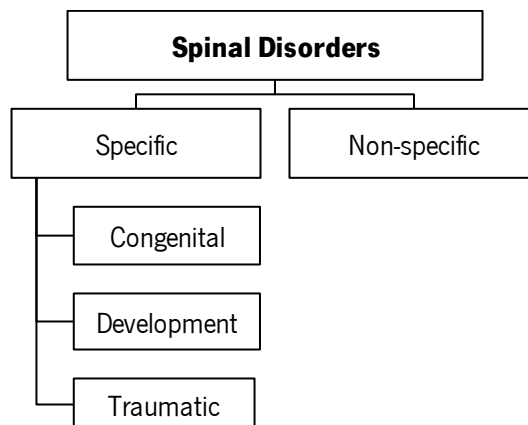 Spinal Disorders
Specific
Non-specific
Congenital
Development
Traumatic